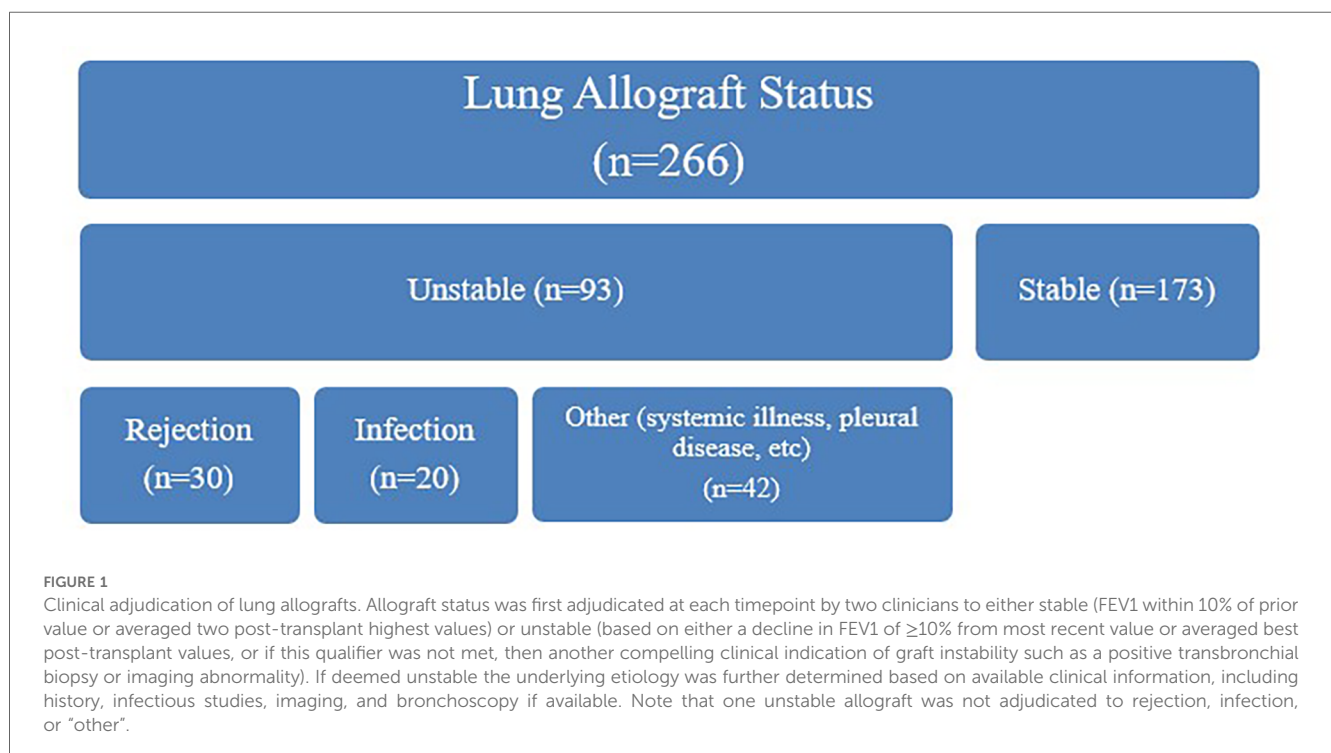 Lung Allograft Status
(n=266)
Unstable (n=93)
Stable (n=173)
Rejection
(n=30)
Infection
(n=20)
Other (systemic illness, pleural
disease, etc)
(n=42)
FIGURE 1
Clinical adjudication of lung allografts. Allograft status was first adjudicated at each timepoint by two clinicians to either stable (FEV1 within 10% of prior
value or averaged two post-transplant highest values) or unstable (based on either a decline in FEV1 of ≥10% from most recent value or averaged best
post-transplant values, or if this qualifier was not met, then another compelling clinical indication of graft instability such as a positive transbronchial
biopsy or imaging abnormality). If deemed unstable the underlying etiology was further determined based on available clinical information, including
history, infectious studies, imaging, and bronchoscopy if available. Note that one unstable allograft was not adjudicated to rejection, infection,
or “other”.